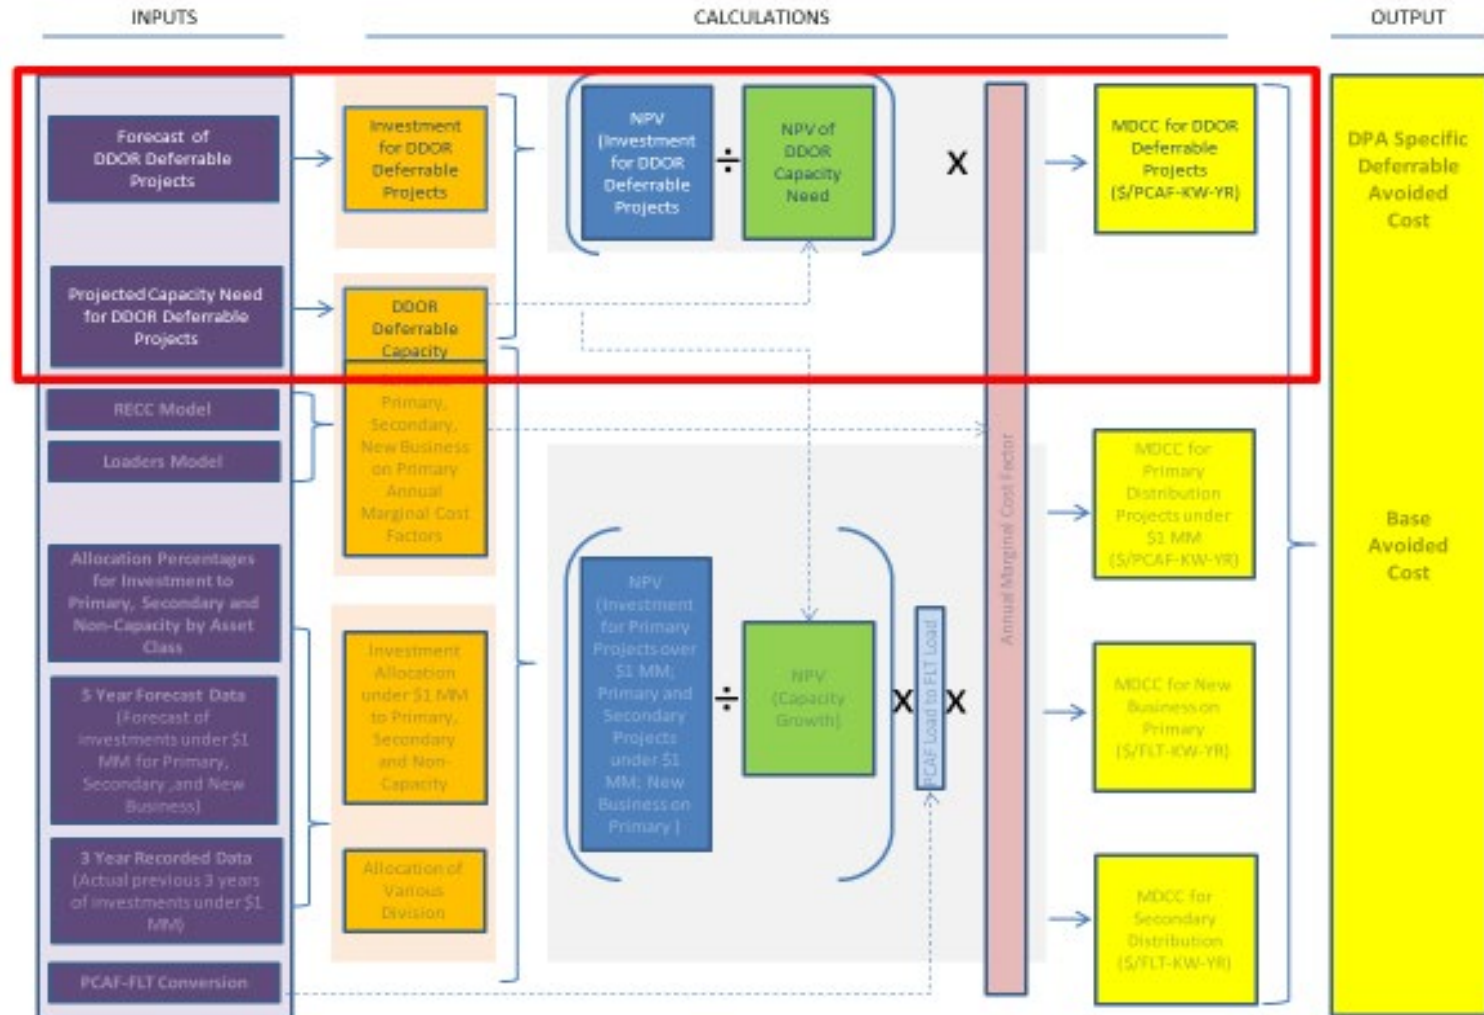 INPUTS
CALCULATIONS
OUTPUT
Forecast of
DDOR Deferrable
Projects
Projected Capacity Need
for DDOR Deferrable
Projects
RECC Model
Loaders Model
Allocation Percentages
for Investment to
Primary, Secondary and
Non-Capacity by Asset
Class
5 Year Forecast Data
(Forecast of
investments under $1
MM for Primary,
Secondary ,and New
Business)
3 Year Recorded Data
(Actual previous 3 years
of investments under $1
MM)
PCAF-FLT Conversion
Investment
for DDOR
Deferrable
Projects
DDOR
Deferrable
Capacity
Primary,
Secondary,
New Business
on Primary
Annual
Marginal Cost
Factors
Investment
Allocation
under $1 MM
to Primary,
Secondary
and Non-
Capacity
Allocation of
Various
Division
NPV
(Investment
for DDOR
Deferrable
Projects
÷
NPV of
DDOR
Capacity
Need
X
NPV
(Investment
for Primary
Projects over
$1 MM;
Primary and
Secondary
Projects
under $1
MM; New
Business on
Primary )
÷
NPV
(Capacity
Growth)
X
PCAF Load to FLT Load
X
Annual Marginal Cost Factor
MDCC for DDOR
Deferrable
Projects
($/PCAF-KW-YR)
MDCC for
Primary
Distribution
Projects under
$1 MM
($/PCAF-KW-YR)
MDCC for New
Business on
Primary
($/FLT-KW-YR)
MDCC for
Secondary
Distribution
($/FLT-KW-YR)
DPA Specific
Deferrable
Avoided
Cost
Base
Avoided
Cost